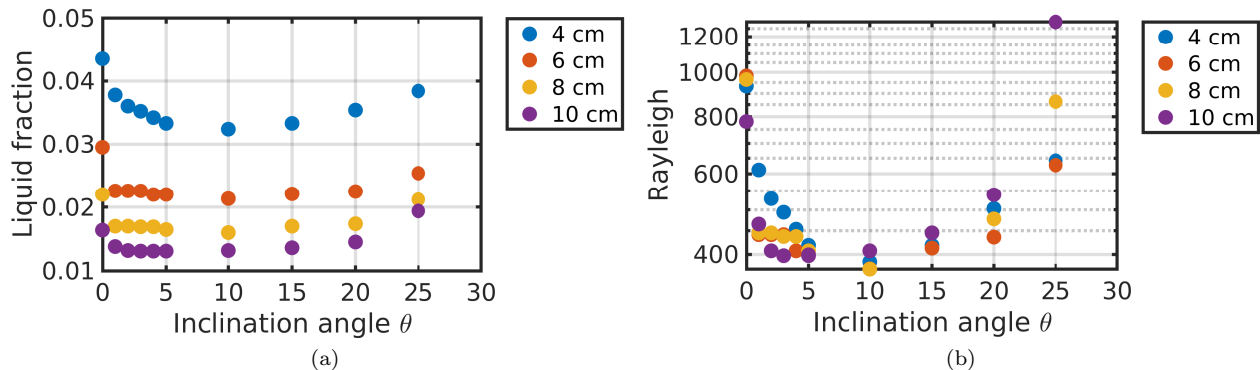 0.05
0.04
0.03
0.02
0.01
Liquid fraction
0 5 10 15 20 25 30
Inclination angle θ
4 cm
6 cm
8 cm
10 cm
(a)
1200
1000
800
600
400
Rayleigh
0 5 10 15 20 25 30
Inclination angle θ
4 cm
6 cm
8 cm
10 cm
(b)